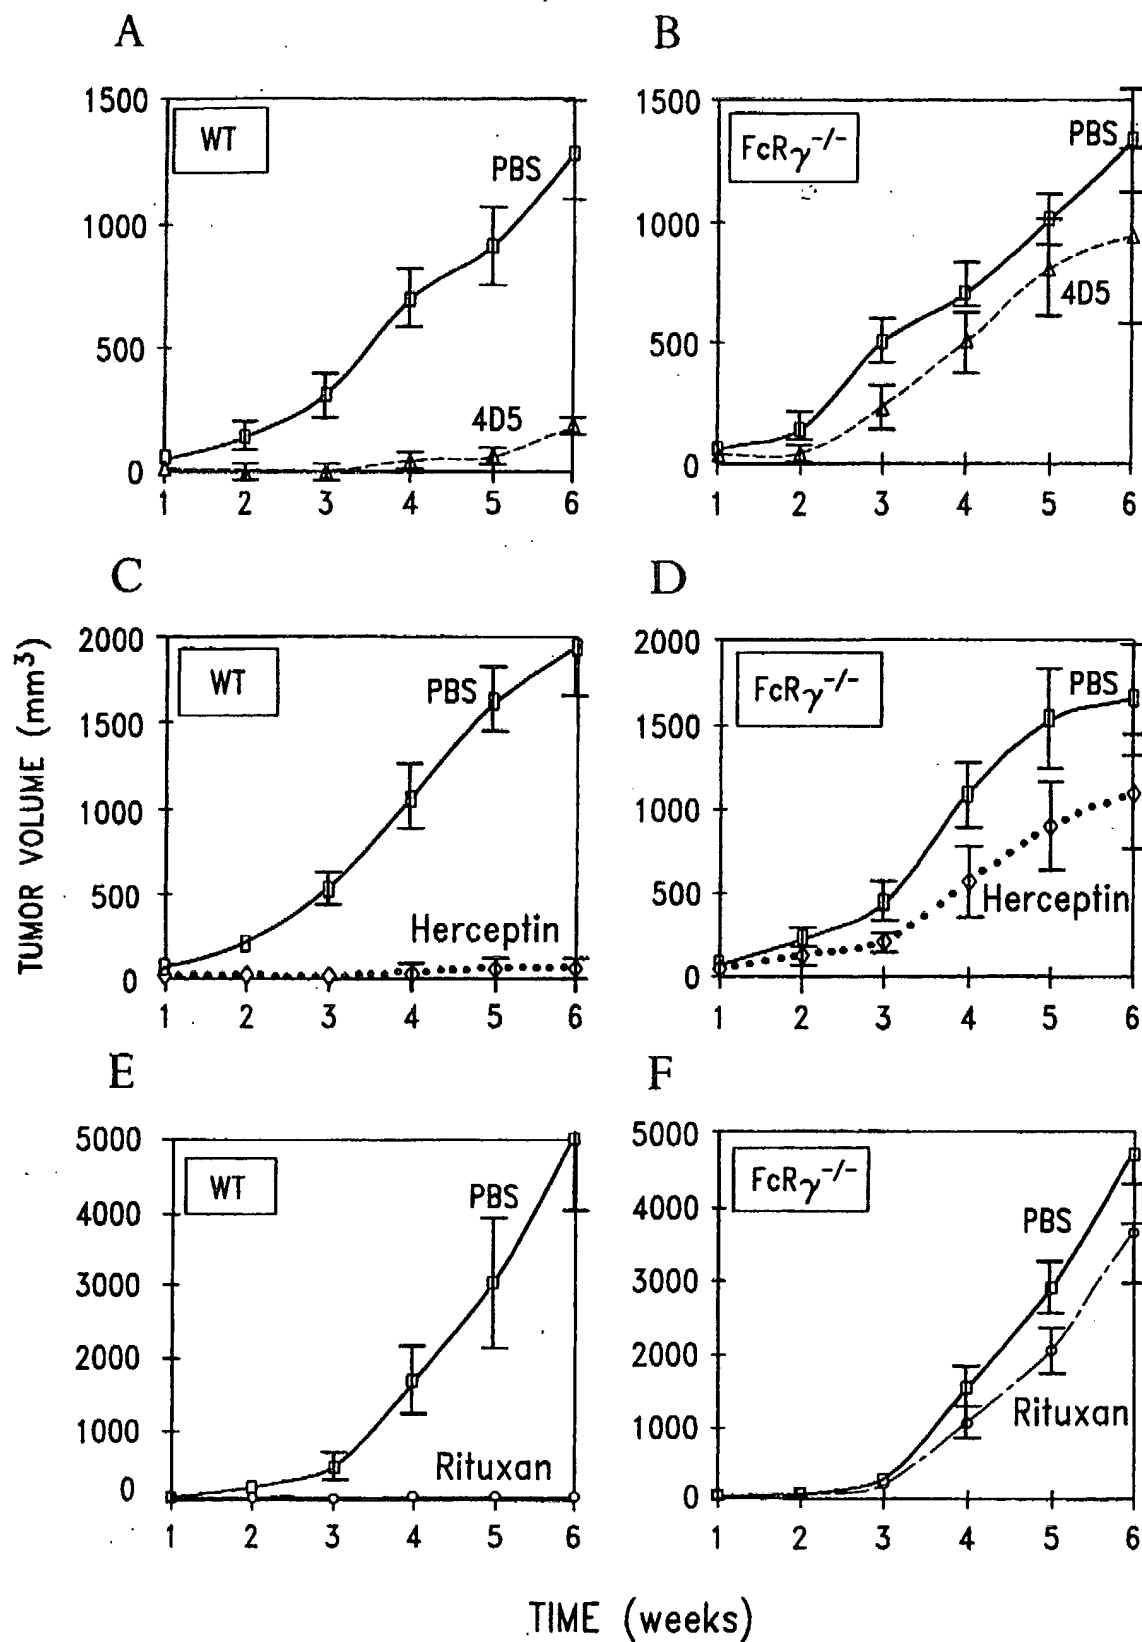 A
B
1500
1000
500
0
WT
PBS
4D5
1 2 3 4 5 6
1500
1000
500
0
FcRγ-/-
PBS
4D5
1 2 3 4 5 6
C
D
TUMOR VOLUME (mm3)
2000
1500
1000
500
0
WT
PBS
Herceptin
1 2 3 4 5 6
2000
1500
1000
500
0
FcRγ-/-
PBS
Herceptin
1 2 3 4 5 6
E
F
5000
4000
3000
2000
1000
0
WT
PBS
Rituxan
1 2 3 4 5 6
5000
4000
3000
2000
1000
0
FcRγ-/-
PBS
Rituxan
1 2 3 4 5 6
TIME (weeks)